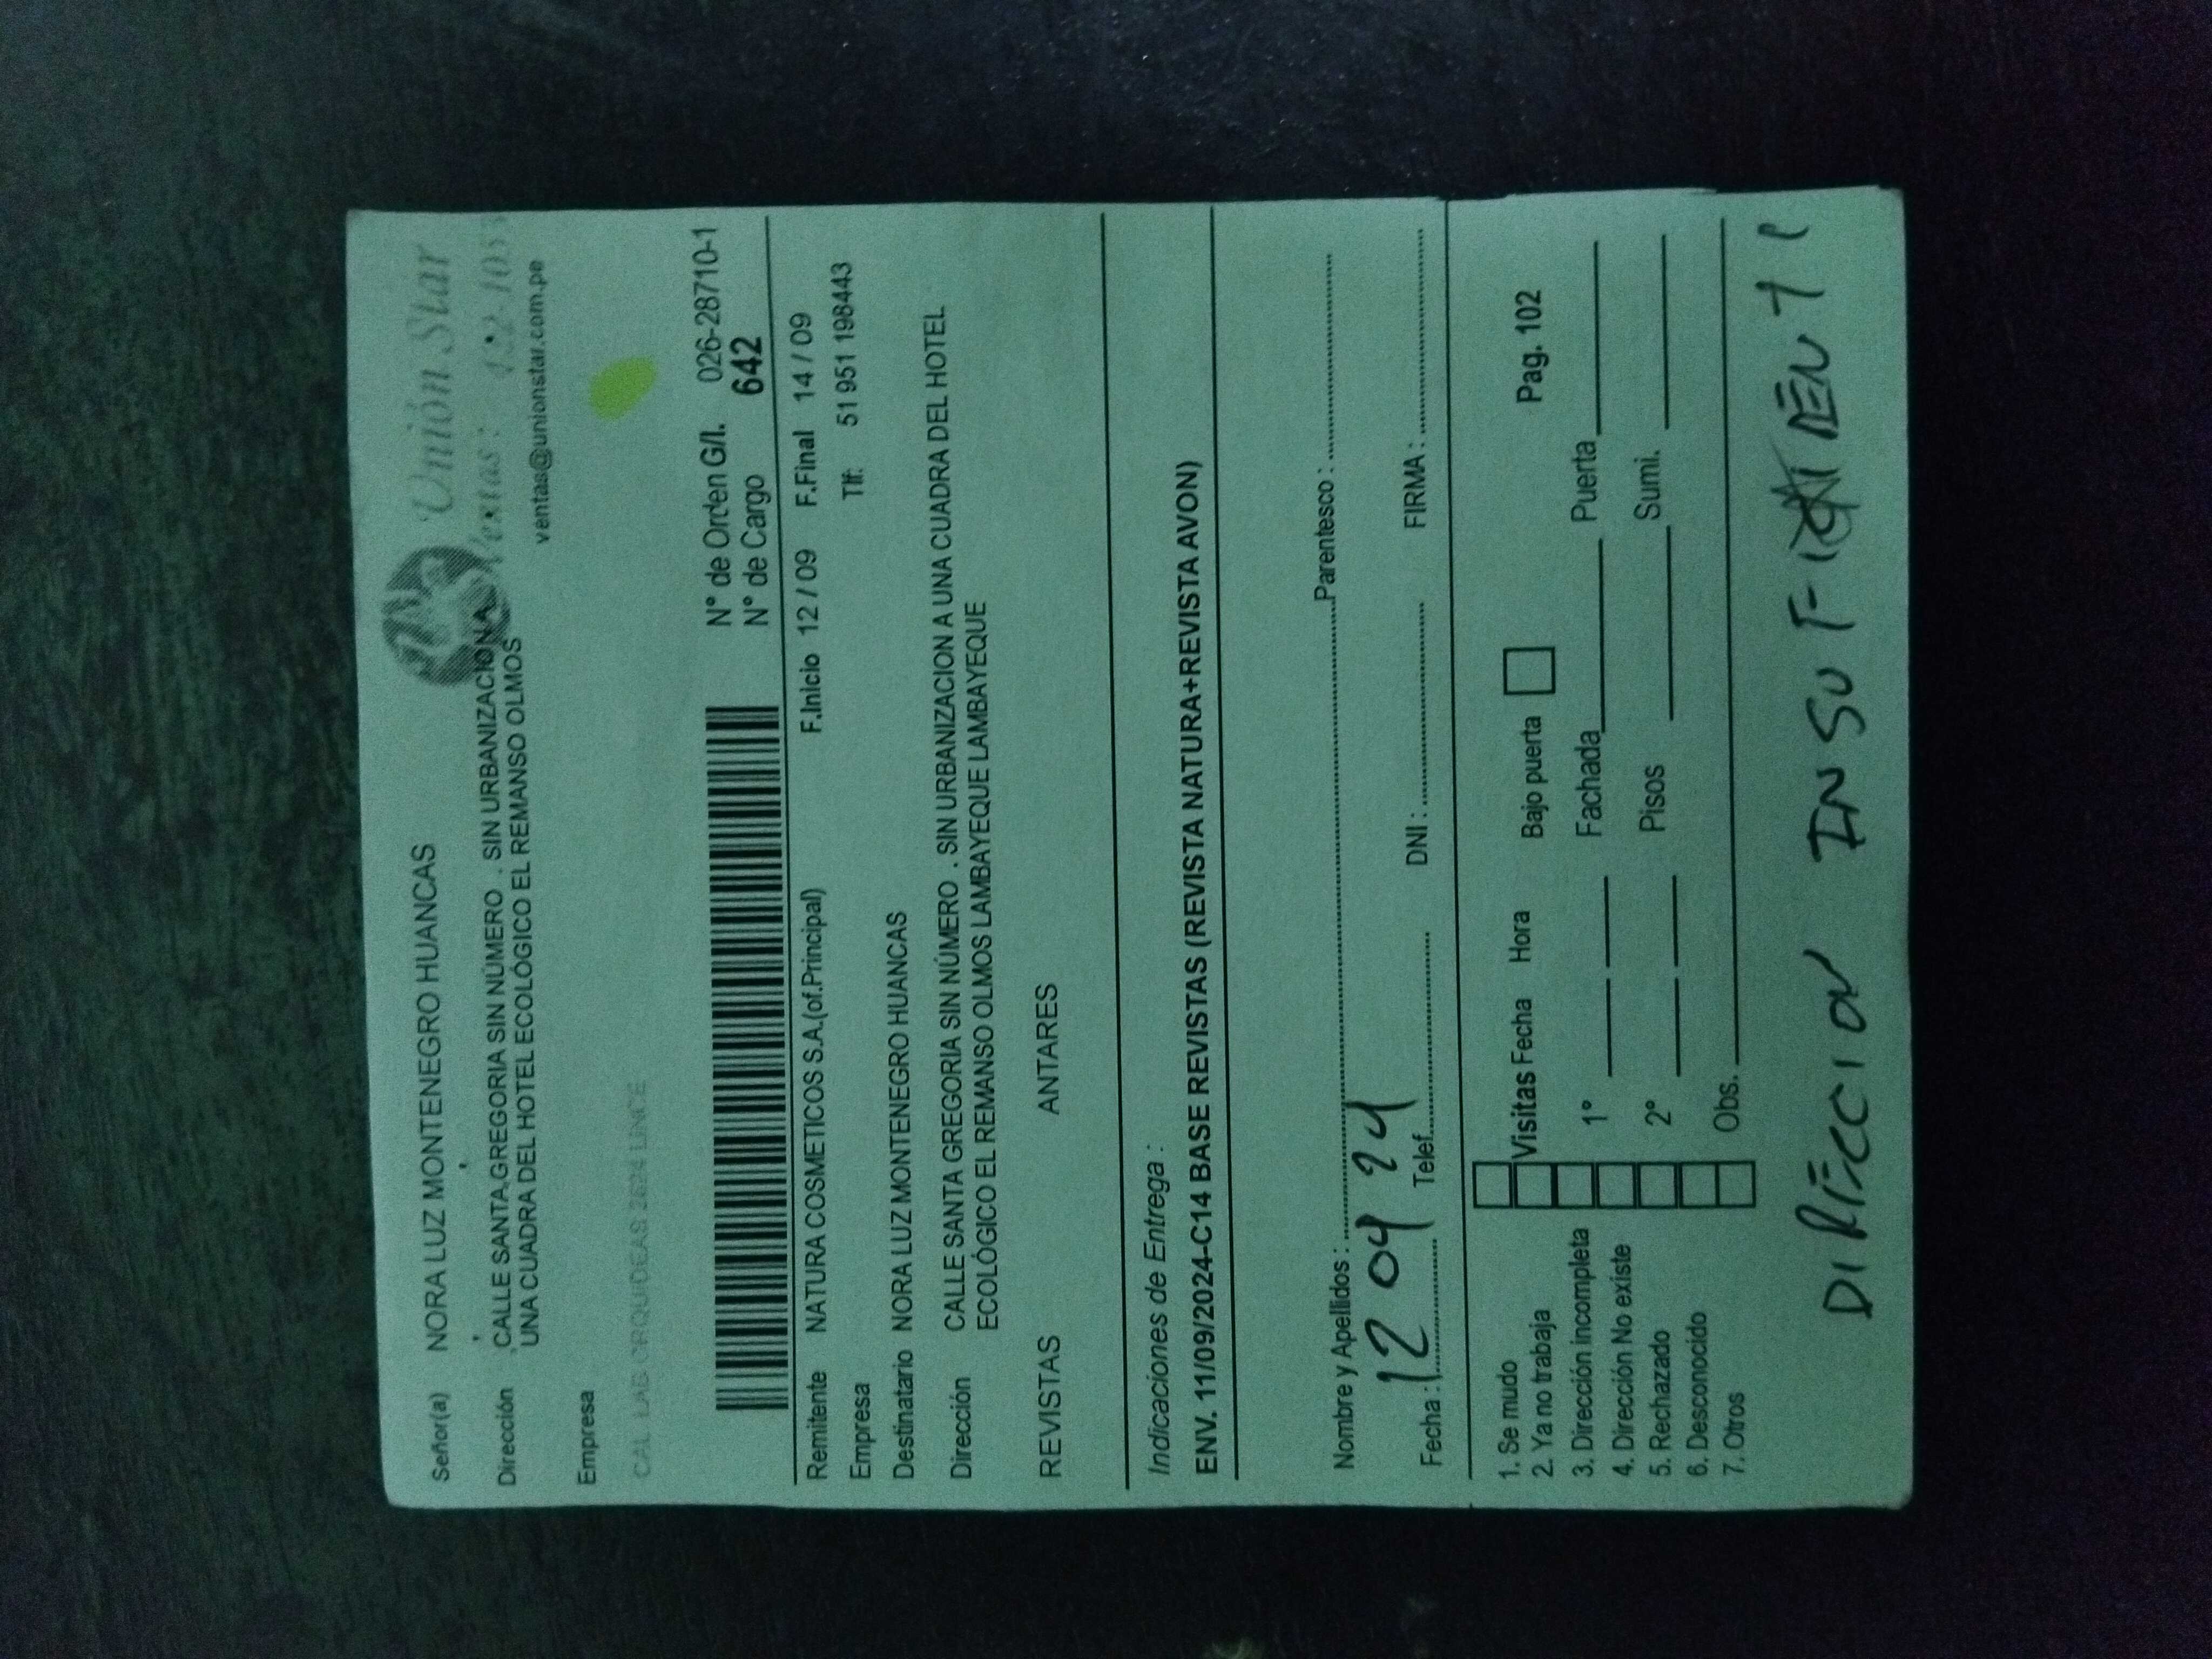 Señor(a) NORA LUZ MONTENEGRO HUANCAS
Unión Star
Ventas :
ventas@unionstar.com.pe
Dirección CALLE SANTA GREGORIA SIN NÚMERO . SIN URBANIZACION A
UNA CUADRA DEL HOTEL ECOLÓGICO EL REMANSO OLMOS
Empresa
CAL LAS ORQUIDEAS 2624 LINCE
N° de Orden G/I. 026-28710-1
N° de Cargo 642
Remitente NATURA COSMETICOS S.A.(of.Principal) F.Inicio 12 / 09 F.Final 14 / 09
Empresa Tlf: 51 951 198443
Destinatario NORA LUZ MONTENEGRO HUANCAS
Dirección CALLE SANTA GREGORIA SIN NÚMERO . SIN URBANIZACION A UNA CUADRA DEL HOTEL
ECOLÓGICO EL REMANSO OLMOS LAMBAYEQUE LAMBAYEQUE
REVISTAS ANTARES
Indicaciones de Entrega :
ENV. 11/09/2024-C14 BASE REVISTAS (REVISTA NATURA+REVISTA AVON)
Nombre y Apellidos : Parentesco :
Fecha : 12 09 24 Telef. DNI : FIRMA :
1. Se mudo
2. Ya no trabaja
3. Dirección incompleta
4. Dirección No existe
5. Rechazado
6. Desconocido
7. Otros
Visitas Fecha Hora Bajo puerta Pag. 102
1° Fachada Puerta
2° Pisos Sumi.
Obs.
DIRECCION